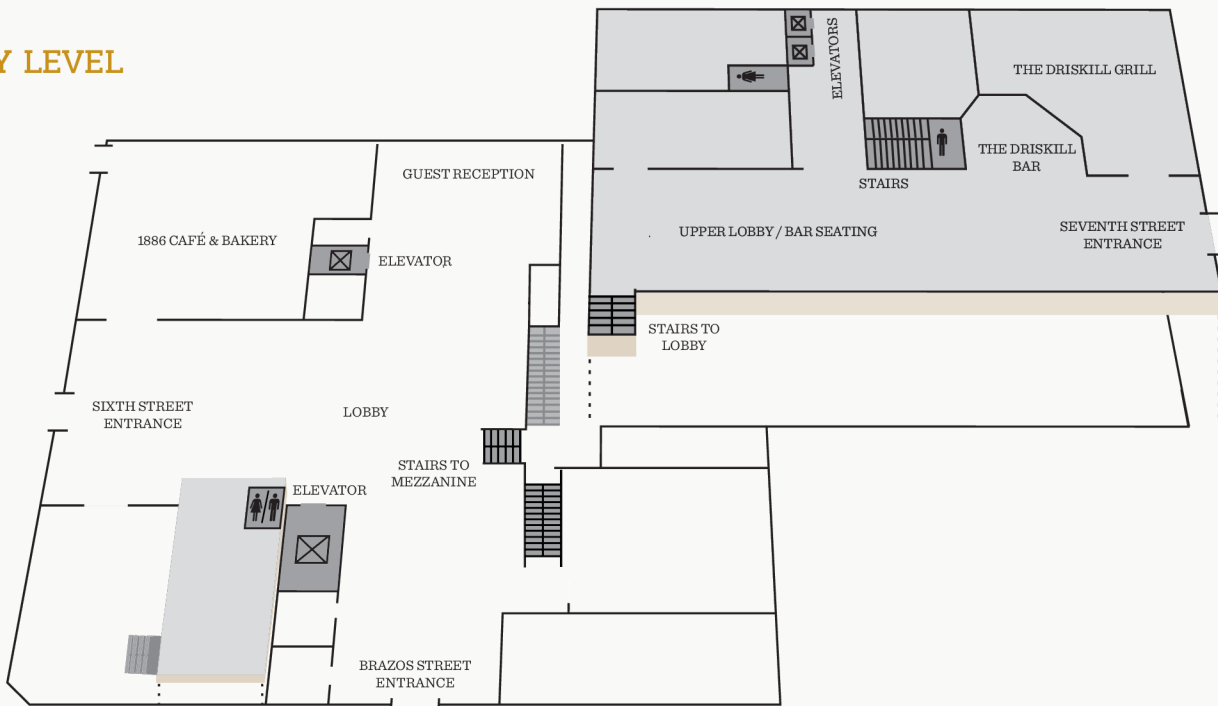 Y LEVEL
ELEVATORS
THE DRISKILL GRILL
THE DRISKILL
BAR
STAIRS
GUEST RECEPTION
UPPER LOBBY / BAR SEATING
SEVENTH STREET
ENTRANCE
1886 CAFÉ & BAKERY
ELEVATOR
STAIRS TO
LOBBY
SIXTH STREET
ENTRANCE
LOBBY
STAIRS TO
MEZZANINE
ELEVATOR
BRAZOS STREET
ENTRANCE